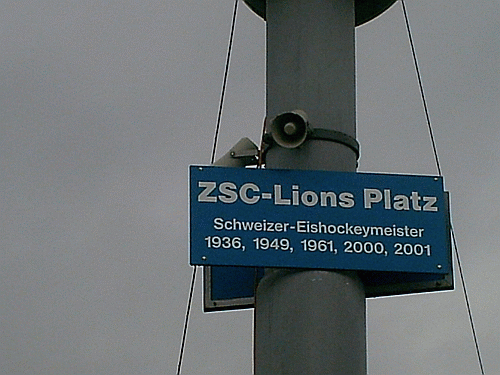 ZSC-Lions Platz
Schweizer-Eishockeymeister
1936, 1949, 1961, 2000, 2001